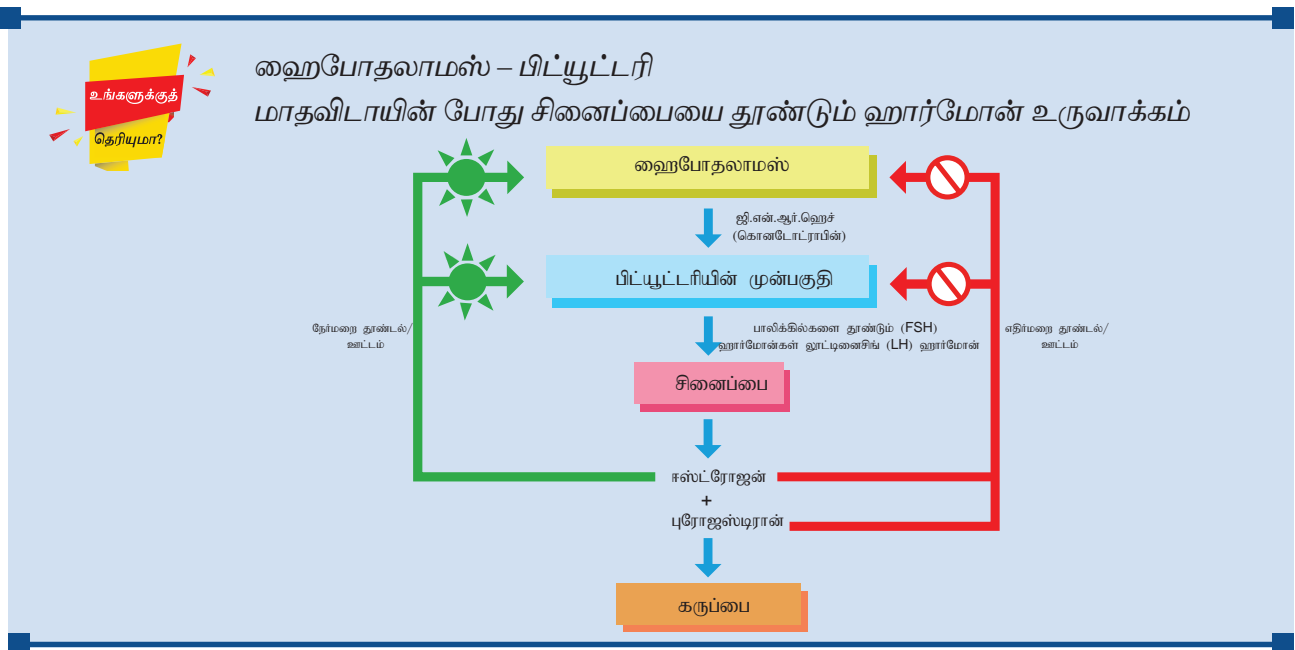 உங்களுக்குத்
தெரியுமா?
ஹைபோதலாமஸ் – பிட்யூட்டரி
மாதவிடாயின் போது சினைப்பையை தூண்டும் ஹார்மோன் உருவாக்கம்
ஹைபோதலாமஸ்
ஜி.என்.ஆர்.ஹெச்
(கொனடோட்ராபின்)
பிட்யூட்டரியின் முன்பகுதி
நேர்மறை தூண்டல்/
ஊட்டம்
பாலிக்கில்களை தூண்டும் (FSH)
ஹார்மோன்கள் லூட்டினைசிங் (LH) ஹார்மோன்
எதிர்மறை தூண்டல்/
ஊட்டம்
சினைப்பை
ஈஸ்ட்ரோஜன்
+
புரோஜஸ்டிரான்
கருப்பை